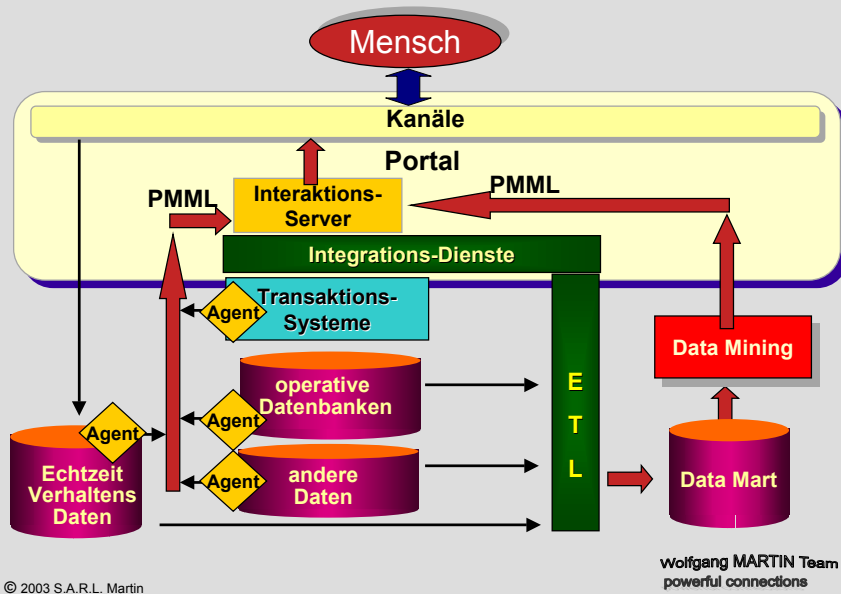 Mensch
Kanäle
Portal
PMML
Interaktions-
Server
PMML
Integrations-Dienste
Agent
Transaktions-
Systeme
Data Mining
operative
Datenbanken
Agent
Agent
Echtzeit
Verhaltens
Daten
andere
Daten
Agent
E
T
L
Data Mart
Wolfgang MARTIN Team
powerful connections
© 2003 S.A.R.L. Martin